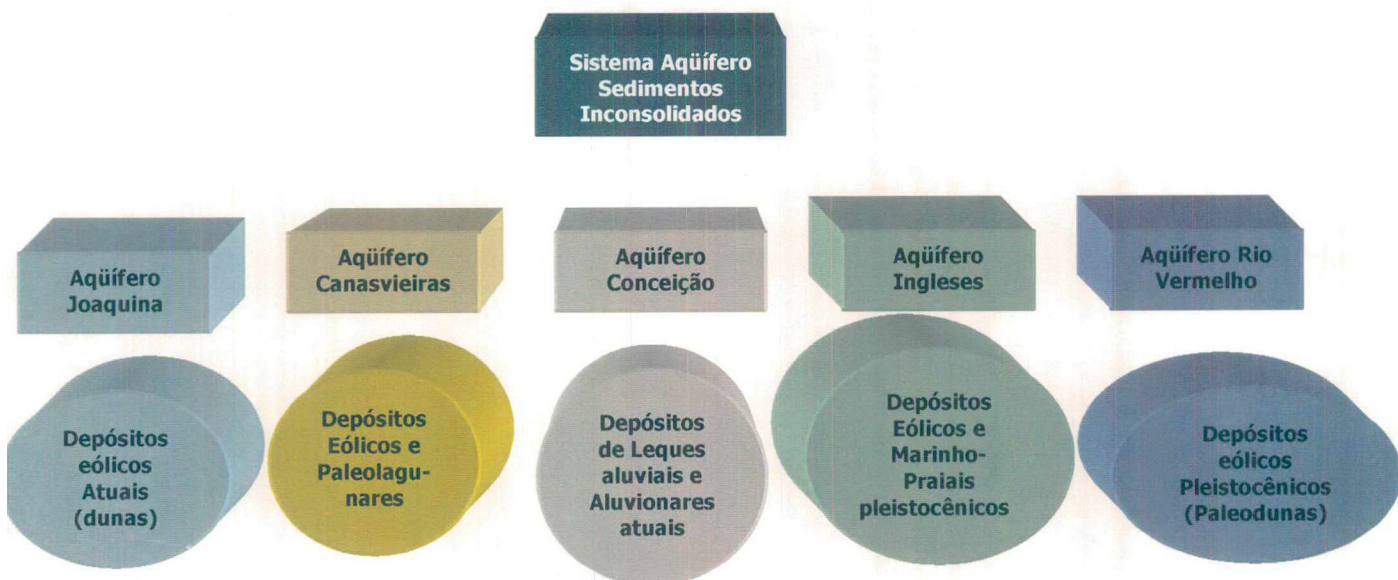 Sistema Aqüífero
Sedimentos
Inconsolidados
Aqüífero
Joaquina
Aqüífero
Canasvieiras
Aqüífero
Conceição
Aqüífero
Ingleses
Aqüífero Rio
Vermelho
Depósitos
eólicos
Atuais
(dunas)
Depósitos
Eólicos e
Paleolagu-
nares
Depósitos
de Leques
aluviais e
Aluvionares
atuais
Depósitos
Eólicos e
Marinho-
Praiais
pleistocênicos
Depósitos
eólicos
Pleistocênicos
(Paleodunas)